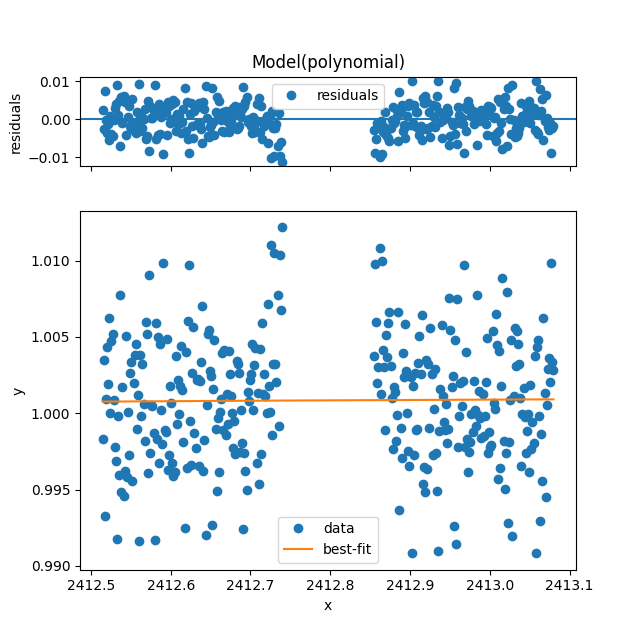 Model(polynomial)
0.01
0.00
−0.01
residuals
residuals
1.010
1.005
1.000
0.995
0.990
y
data
best-fit
2412.5 2412.6 2412.7 2412.8 2412.9 2413.0 2413.1
x